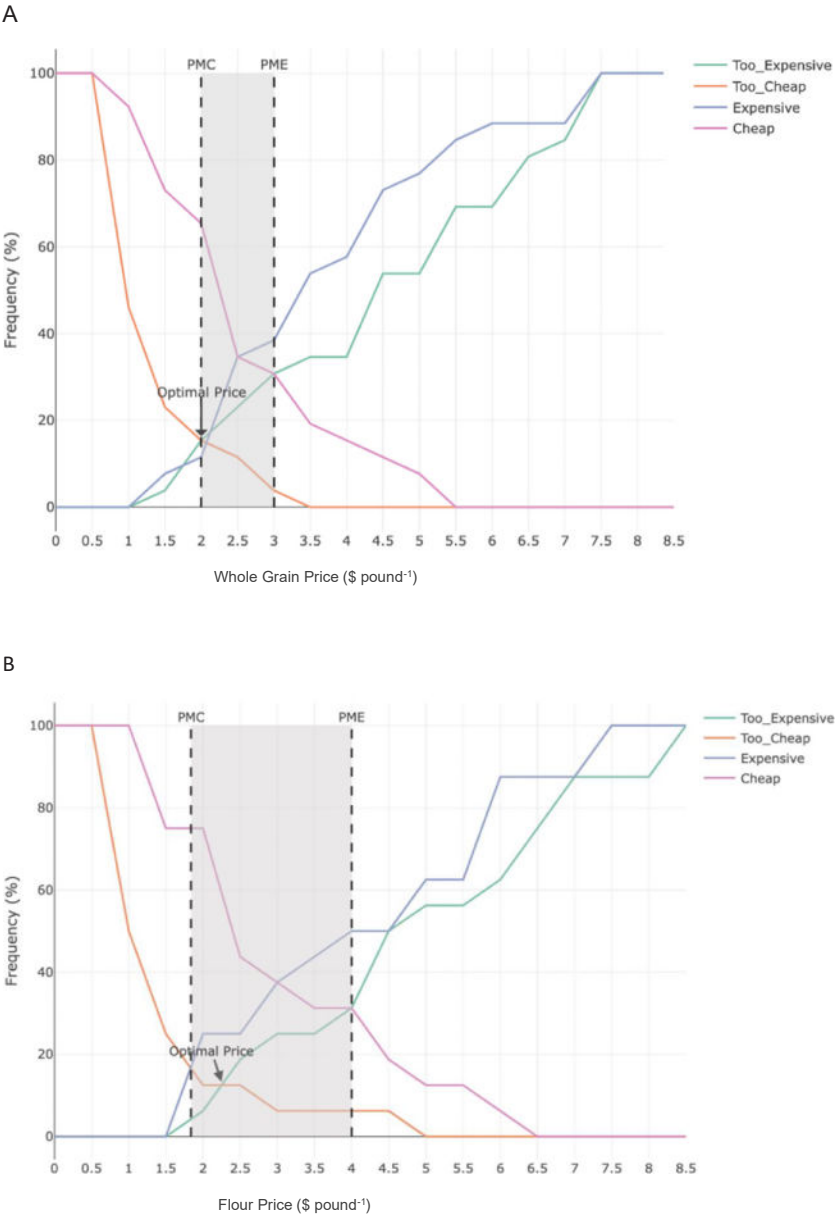 A
PMC PME
Too_Expensive
Too_Cheap
Expensive
Cheap
100
80
60
40
20
0
Frequency (%)
Optimal Price
0 0.5 1 1.5 2 2.5 3 3.5 4 4.5 5 5.5 6 6.5 7 7.5 8 8.5
Whole Grain Price ($ pound⁻¹)
B
PMC PME
Too_Expensive
Too_Cheap
Expensive
Cheap
100
80
60
40
20
0
Frequency (%)
Optimal Price
0 0.5 1 1.5 2 2.5 3 3.5 4 4.5 5 5.5 6 6.5 7 7.5 8 8.5
Flour Price ($ pound⁻¹)